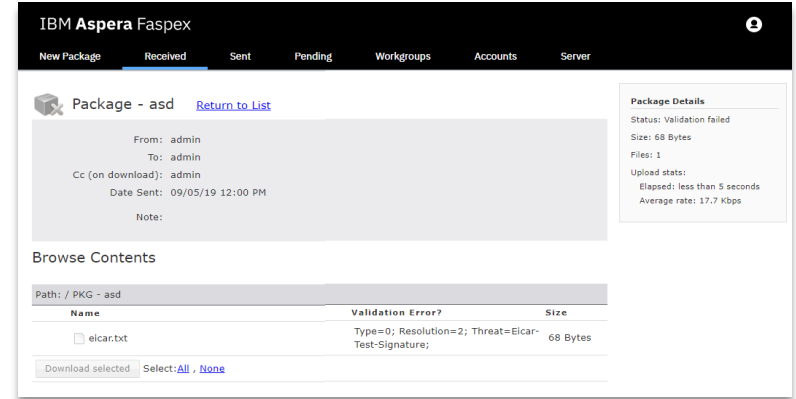 IBM Aspera Faspex
New Package Received Sent Pending Workgroups Accounts Server
Package - asd Return to List
From: admin
To: admin
Cc (on download): admin
Date Sent: 09/05/19 12:00 PM
Note:
Package Details
Status: Validation failed
Size: 68 Bytes
Files: 1
Upload stats:
Elapsed: less than 5 seconds
Average rate: 17.7 Kbps
Browse Contents
Path: / PKG - asd
Name Validation Error? Size
eicar.txt Type=0; Resolution=2; Threat=Eicar-
Test-Signature; 68 Bytes
Download selected Select:All , None